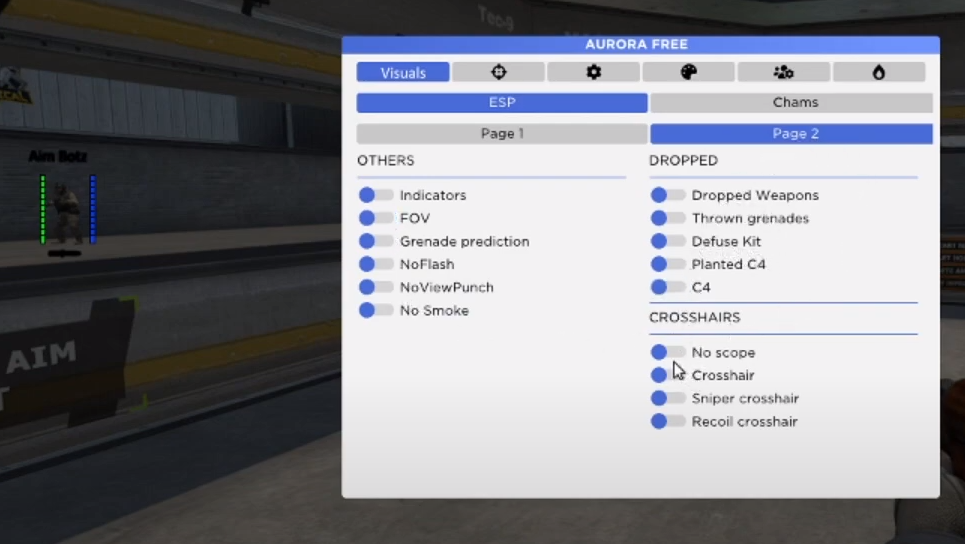 Tec-9
AURORA FREE
Visuals
ESP
Chams
Page 1
Page 2
OTHERS
Indicators
FOV
Grenade prediction
NoFlash
NoViewPunch
No Smoke
DROPPED
Dropped Weapons
Thrown grenades
Defuse Kit
Planted C4
C4
CROSSHAIRS
No scope
Crosshair
Sniper crosshair
Recoil crosshair
Aim Botz
AIM